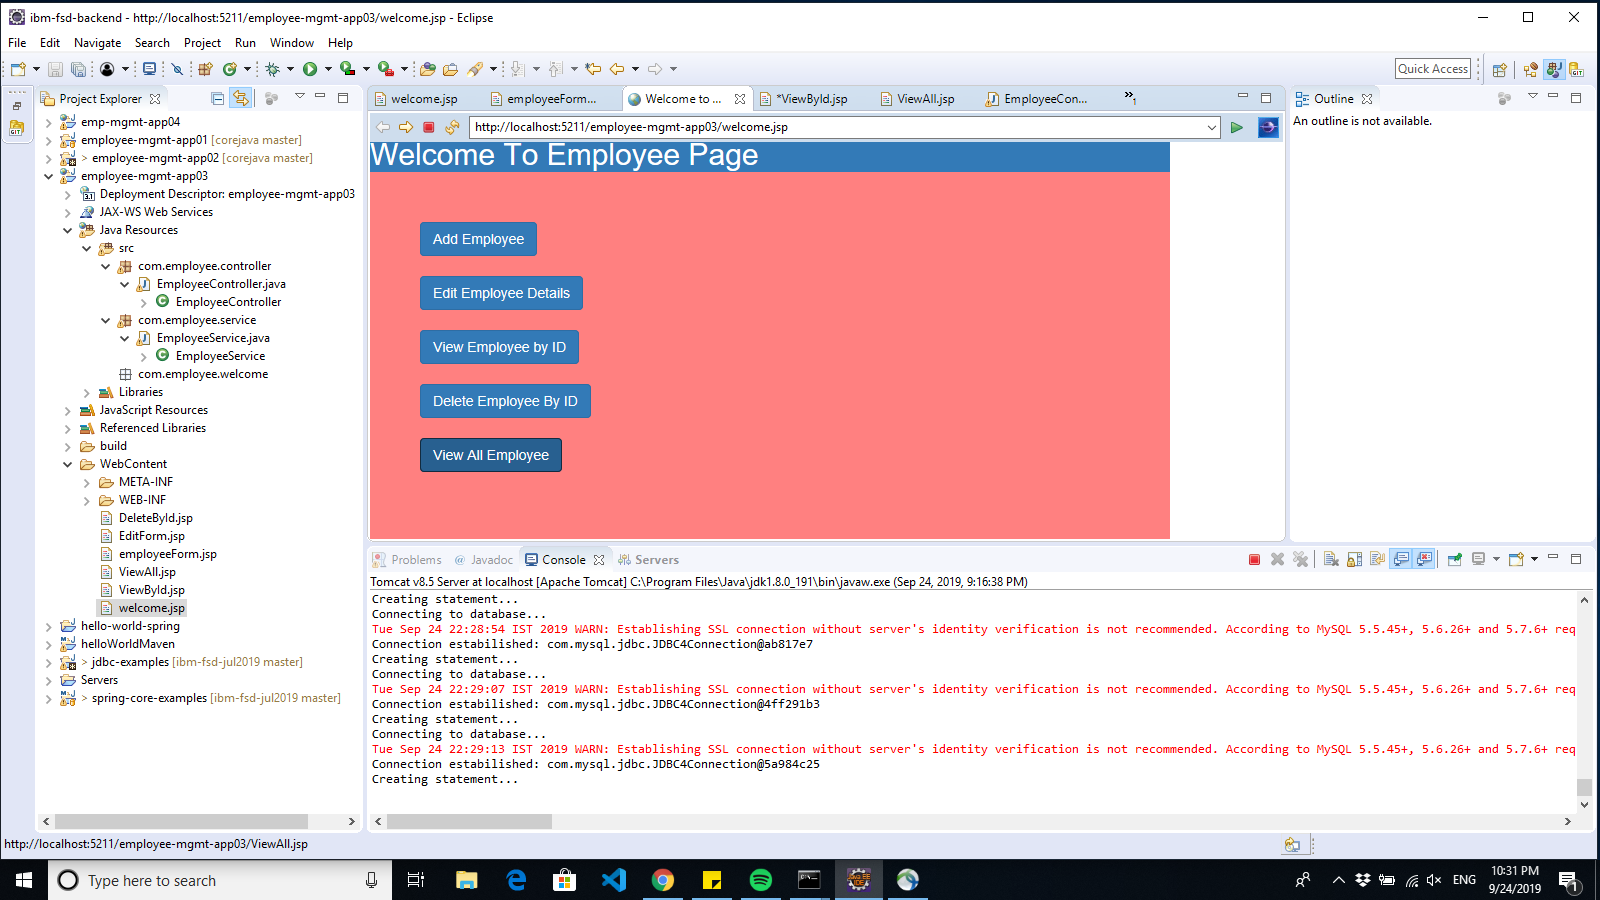 ibm-fsd-backend - http://localhost:5211/employee-mgmt-app03/welcome.jsp - Eclipse
File Edit Navigate Search Project Run Window Help
Quick Access
Project Explorer
emp-mgmt-app04
employee-mgmt-app01 [corejava master]
> employee-mgmt-app02 [corejava master]
employee-mgmt-app03
Deployment Descriptor: employee-mgmt-app03
JAX-WS Web Services
Java Resources
src
com.employee.controller
EmployeeController.java
EmployeeController
com.employee.service
EmployeeService.java
EmployeeService
com.employee.welcome
Libraries
JavaScript Resources
Referenced Libraries
build
WebContent
META-INF
WEB-INF
DeleteById.jsp
EditForm.jsp
employeeForm.jsp
ViewAll.jsp
ViewById.jsp
welcome.jsp
hello-world-spring
helloWorldMaven
> jdbc-examples [ibm-fsd-jul2019 master]
Servers
> spring-core-examples [ibm-fsd-jul2019 master]
welcome.jsp employeeForm... Welcome to ... *ViewById.jsp ViewAll.jsp EmployeeCon... »1
http://localhost:5211/employee-mgmt-app03/welcome.jsp
Welcome To Employee Page
Add Employee
Edit Employee Details
View Employee by ID
Delete Employee By ID
View All Employee
Outline
An outline is not available.
Problems @ Javadoc Console Servers
Tomcat v8.5 Server at localhost [Apache Tomcat] C:\Program Files\Java\jdk1.8.0_191\bin\javaw.exe (Sep 24, 2019, 9:16:38 PM)
Creating statement...
Connecting to database...
Tue Sep 24 22:28:54 IST 2019 WARN: Establishing SSL connection without server's identity verification is not recommended. According to MySQL 5.5.45+, 5.6.26+ and 5.7.6+ req
Connection estabilished: com.mysql.jdbc.JDBC4Connection@ab817e7
Creating statement...
Connecting to database...
Tue Sep 24 22:29:07 IST 2019 WARN: Establishing SSL connection without server's identity verification is not recommended. According to MySQL 5.5.45+, 5.6.26+ and 5.7.6+ req
Connection estabilished: com.mysql.jdbc.JDBC4Connection@4ff291b3
Creating statement...
Connecting to database...
Tue Sep 24 22:29:13 IST 2019 WARN: Establishing SSL connection without server's identity verification is not recommended. According to MySQL 5.5.45+, 5.6.26+ and 5.7.6+ req
Connection estabilished: com.mysql.jdbc.JDBC4Connection@5a984c25
Creating statement...
http://localhost:5211/employee-mgmt-app03/ViewAll.jsp
Type here to search
ENG
10:31 PM
9/24/2019
1